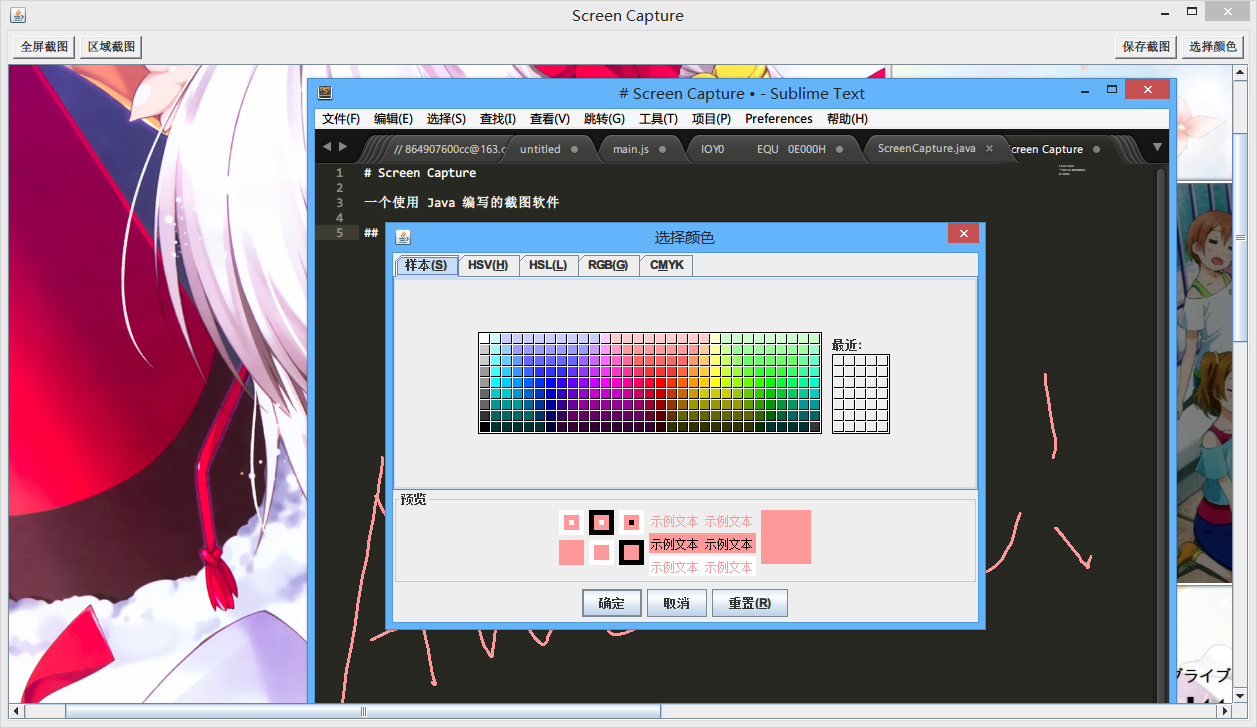 Screen Capture
全屏截图 区域截图 保存截图 选择颜色
# Screen Capture • - Sublime Text
文件(F) 编辑(E) 选择(S) 查找(I) 查看(V) 跳转(G) 工具(T) 项目(P) Preferences 帮助(H)
// 864907600cc@163.c untitled main.js IOY0 EQU 0E000H ScreenCapture.java creen Capture
1 # Screen Capture
2
3 一个使用 Java 编写的截图软件
4
5 ##
选择颜色
样本(S) HSV(H) HSL(L) RGB(G) CMYK
最近:
预览
示例文本 示例文本
示例文本 示例文本
示例文本 示例文本
确定 取消 重置(R)
ブライブ